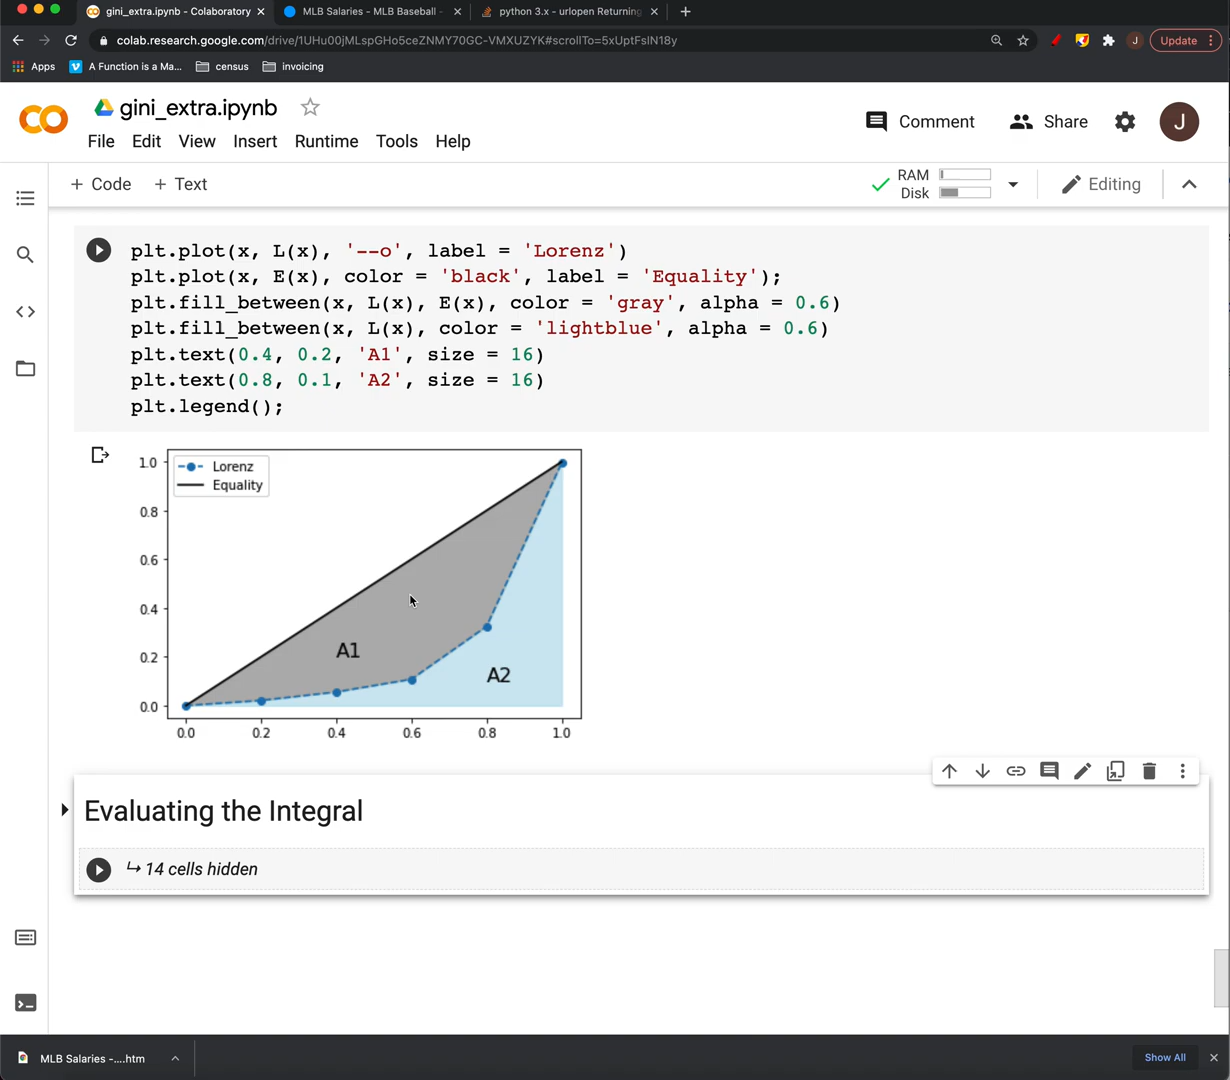 gini_extra.ipynb - Colaboratory
MLB Salaries - MLB Baseball -
python 3.x - urlopen Returning
colab.research.google.com/drive/1UHu00jMLspGHo5ceZNMY70GC-VMXUZYK#scrollTo=5xUptFsIN18y
J
Update
Apps
A Function is a Ma...
census
invoicing
gini_extra.ipynb
File Edit View Insert Runtime Tools Help
Comment
Share
J
+ Code + Text
RAM
Disk
Editing
plt.plot(x, L(x), '--o', label = 'Lorenz')
plt.plot(x, E(x), color = 'black', label = 'Equality');
plt.fill_between(x, L(x), E(x), color = 'gray', alpha = 0.6)
plt.fill_between(x, L(x), color = 'lightblue', alpha = 0.6)
plt.text(0.4, 0.2, 'A1', size = 16)
plt.text(0.8, 0.1, 'A2', size = 16)
plt.legend();
Lorenz
Equality
1.0
0.8
0.6
0.4
0.2
0.0
A1
A2
0.0 0.2 0.4 0.6 0.8 1.0
Evaluating the Integral
14 cells hidden
MLB Salaries -....htm
Show All